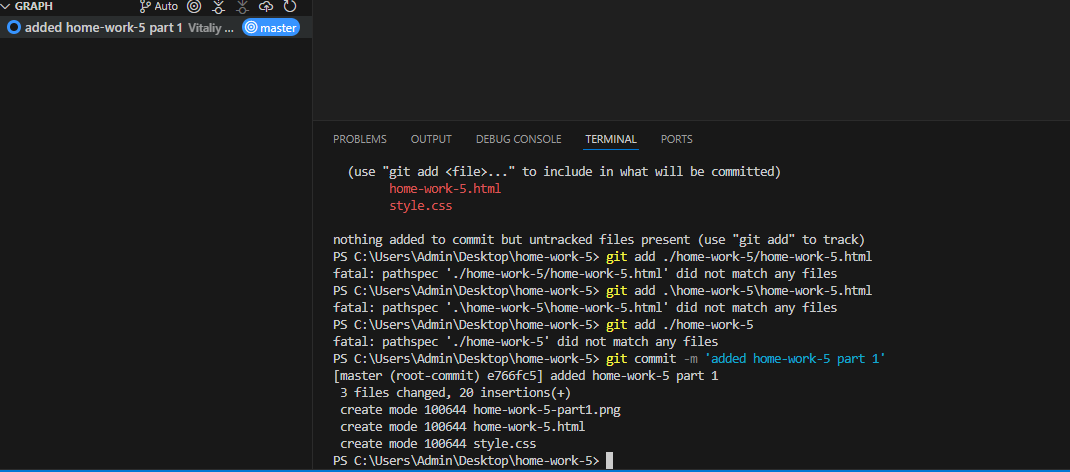 GRAPH
Auto
added home-work-5 part 1 Vitaliy ... master
PROBLEMS OUTPUT DEBUG CONSOLE TERMINAL PORTS
(use "git add <file>..." to include in what will be committed)
home-work-5.html
style.css
nothing added to commit but untracked files present (use "git add" to track)
PS C:\Users\Admin\Desktop\home-work-5> git add ./home-work-5/home-work-5.html
fatal: pathspec './home-work-5/home-work-5.html' did not match any files
PS C:\Users\Admin\Desktop\home-work-5> git add .\home-work-5\home-work-5.html
fatal: pathspec '.\home-work-5\home-work-5.html' did not match any files
PS C:\Users\Admin\Desktop\home-work-5> git add ./home-work-5
fatal: pathspec './home-work-5' did not match any files
PS C:\Users\Admin\Desktop\home-work-5> git commit -m 'added home-work-5 part 1'
[master (root-commit) e766fc5] added home-work-5 part 1
3 files changed, 20 insertions(+)
create mode 100644 home-work-5-part1.png
create mode 100644 home-work-5.html
create mode 100644 style.css
PS C:\Users\Admin\Desktop\home-work-5>